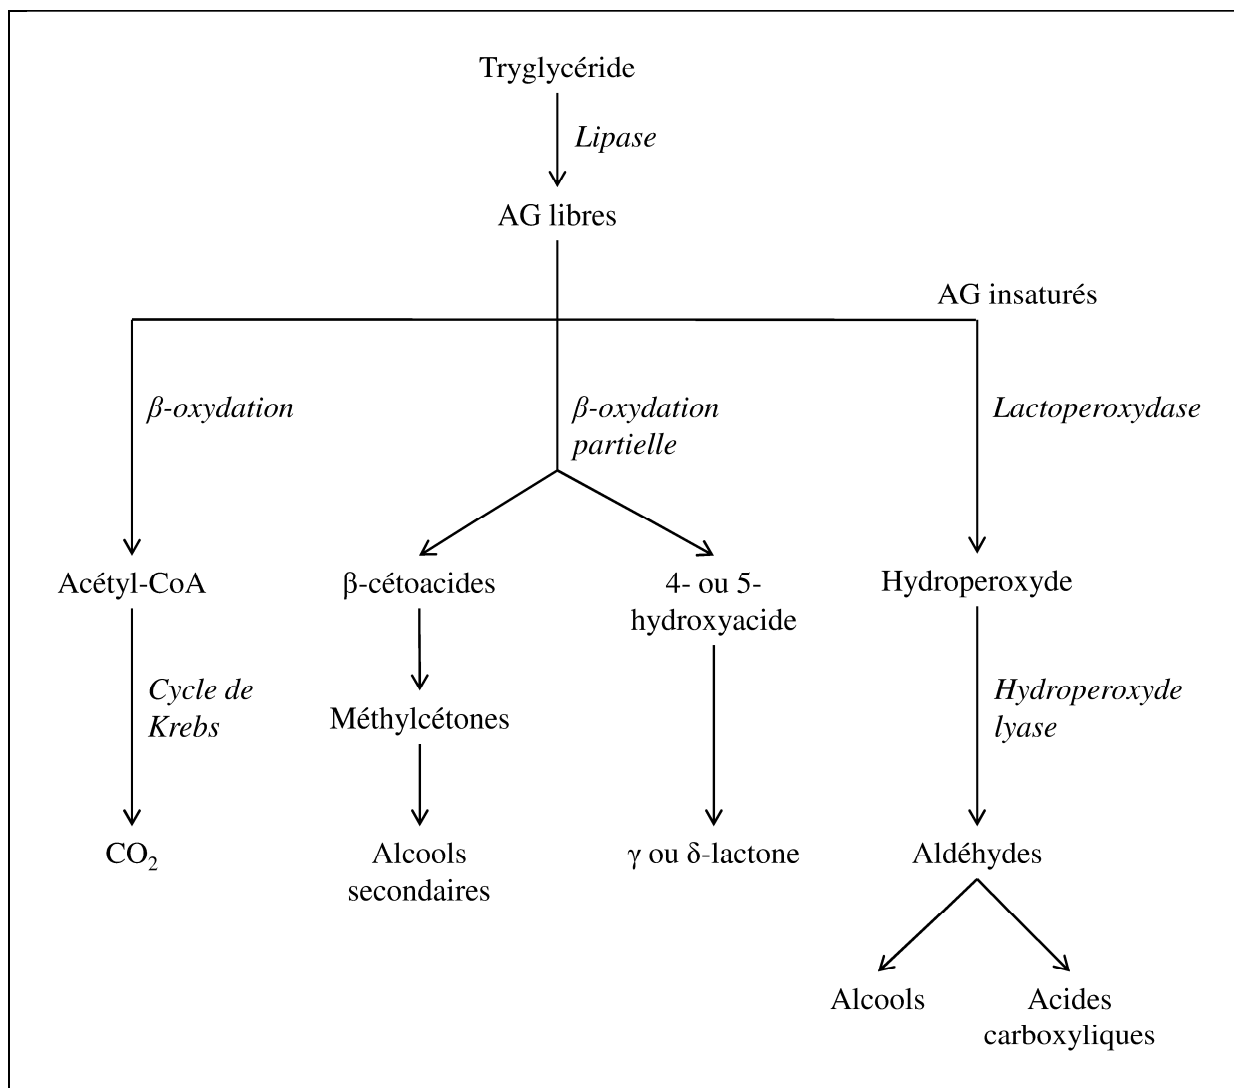 Tryglycéride
Lipase
AG libres
AG insaturés
β-oxydation
β-oxydation
partielle
Lactoperoxydase
Acétyl-CoA
β-cétoacides
4- ou 5-
hydroxyacide
Hydroperoxyde
Cycle de
Krebs
Méthylcétones
Hydroperoxyde
lyase
CO₂
Alcools
secondaires
γ ou δ-lactone
Aldéhydes
Alcools
Acides
carboxyliques